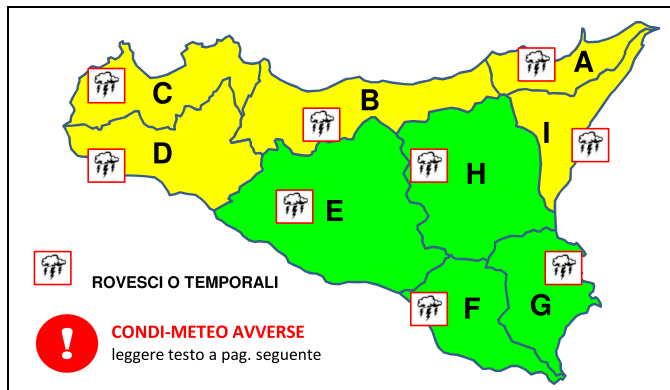 A
C
B
I
D
H
E
ROVESCI O TEMPORALI
F
G
CONDI-METEO AVVERSE
leggere testo a pag. seguente